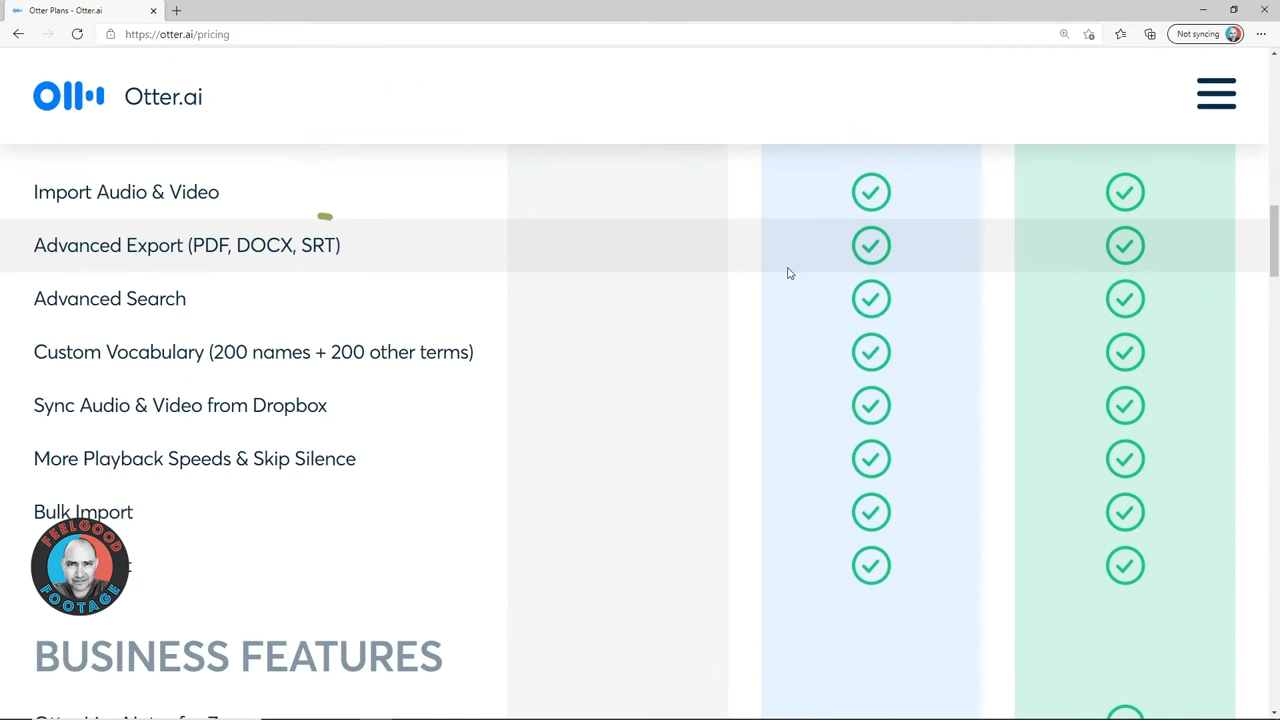 Otter Plans - Otter.ai
https://otter.ai/pricing
Not syncing
Otter.ai
Import Audio & Video
Advanced Export (PDF, DOCX, SRT)
Advanced Search
Custom Vocabulary (200 names + 200 other terms)
Sync Audio & Video from Dropbox
More Playback Speeds & Skip Silence
Bulk Import
FEELGOOD
FOOTAGE
BUSINESS FEATURES